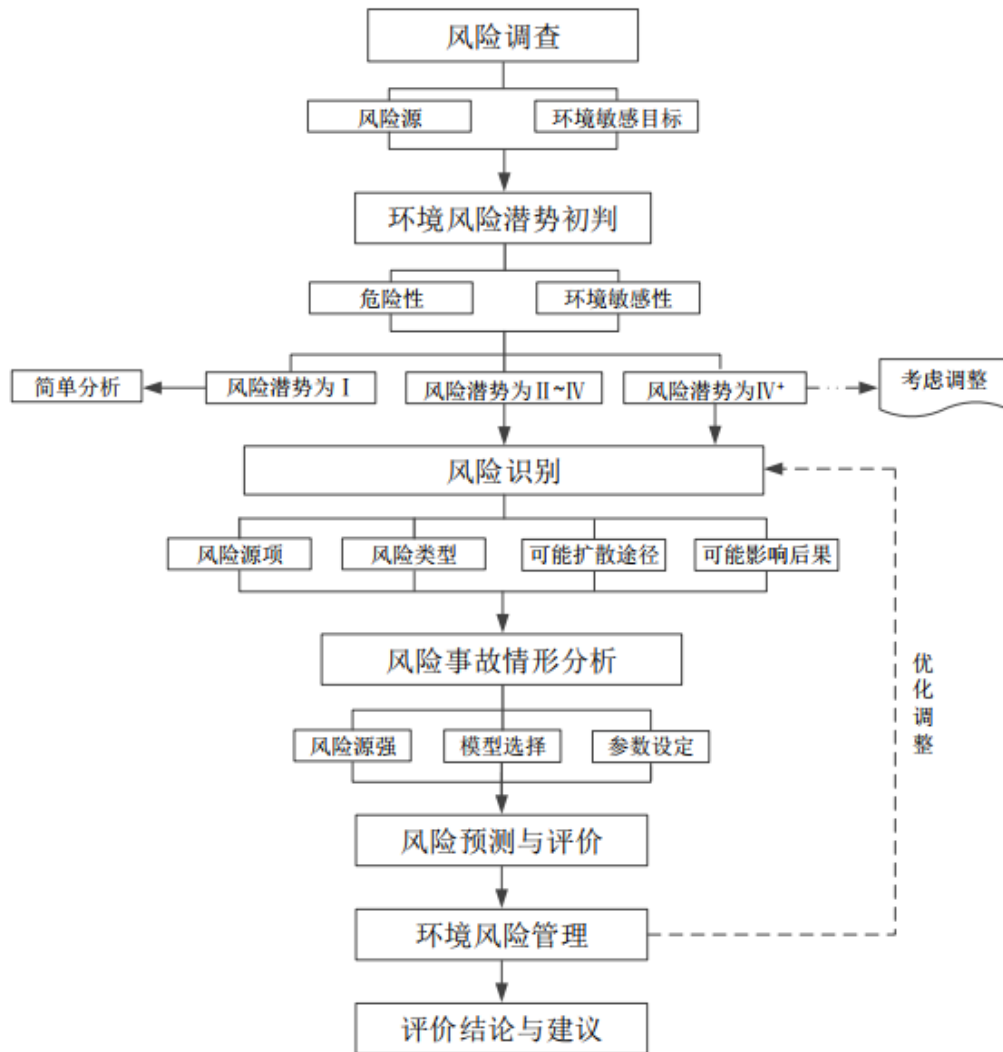 风险调查
风险源
环境敏感目标
环境风险潜势初判
危险性
环境敏感性
简单分析
风险潜势为Ⅰ
风险潜势为Ⅱ~Ⅳ
风险潜势为Ⅳ⁺
考虑调整
风险识别
风险源项
风险类型
可能扩散途径
可能影响后果
风险事故情形分析
优化调整
风险源强
模型选择
参数设定
风险预测与评价
环境风险管理
评价结论与建议